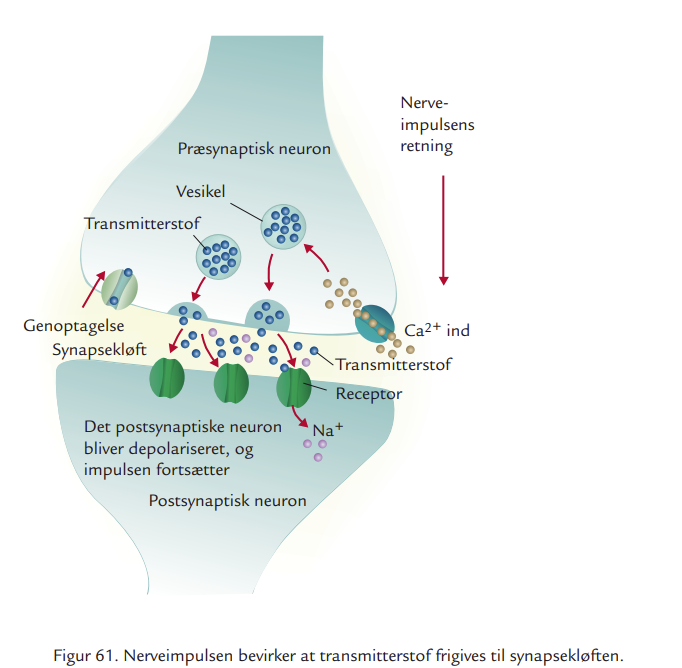 Nerve-
impulsens
retning
Præsynaptisk neuron
Vesikel
Transmitterstof
Genoptagelse
Synapsekløft
Ca2+ ind
Transmitterstof
Receptor
Det postsynaptiske neuron
bliver depolariseret, og
impulsen fortsætter
Na+
Postsynaptisk neuron
Figur 61. Nerveimpulsen bevirker at transmitterstof frigives til synapsekløften.